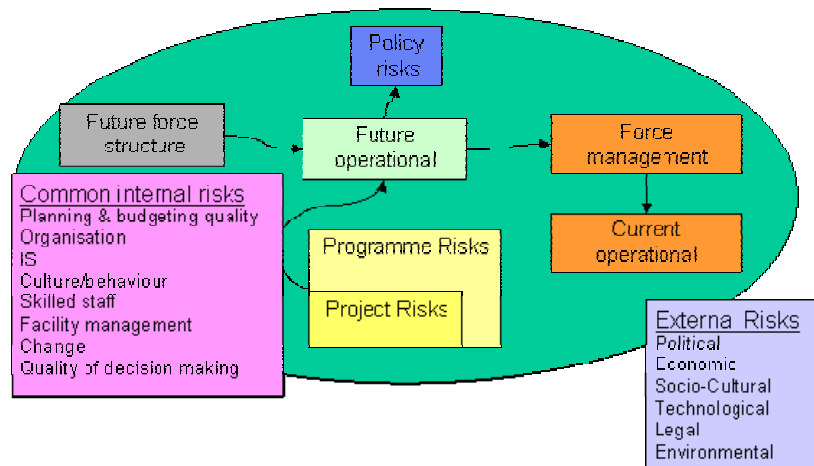 Policy
risks
Future force
structure
Future
operational
Force
management
Common internal risks
Planning & budgeting quality
Organisation
IS
Culture/behaviour
Skilled staff
Facility management
Change
Quality of decision making
Programme Risks
Project Risks
Current
operational
External Risks
Political
Economic
Socio-Cultural
Technological
Legal
Environmental